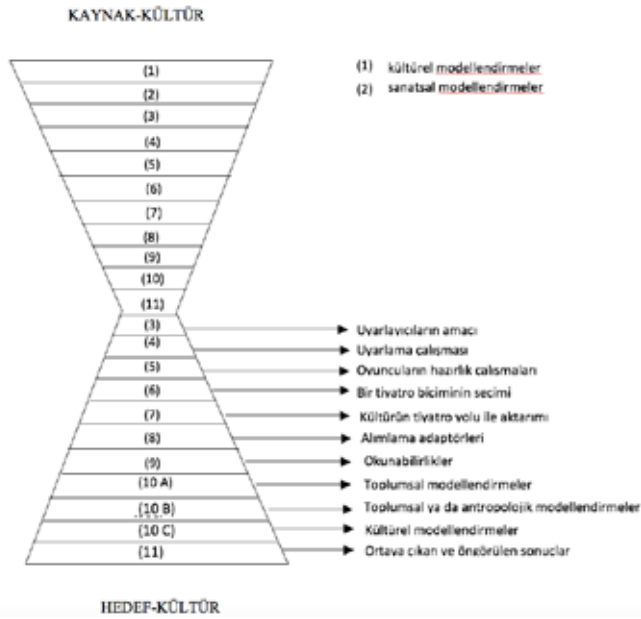 KAYNAK-KÜLTÜR
(1)
(2)
(3)
(4)
(5)
(6)
(7)
(8)
(9)
(10)
(11)
(1) kültürel modellendirmeler
(2) sanatsal modellendirmeler
(3) Uyarlayıcıların amacı
(4) Uyarlama çalışması
(5) Oyuncuların hazırlık çalışmaları
(6) Bir tiyatro biçiminin seçimi
(7) Kültürün tiyatro yolu ile aktarımı
(8) Alımlama adaptörleri
(9) Okunabilirlikler
(10 A) Toplumsal modellendirmeler
(10 B) Toplumsal ya da antropolojik modellendirmeler
(10 C) Kültürel modellendirmeler
(11) Ortaya çıkan ve öngörülen sonuçlar
HEDEF-KÜLTÜR